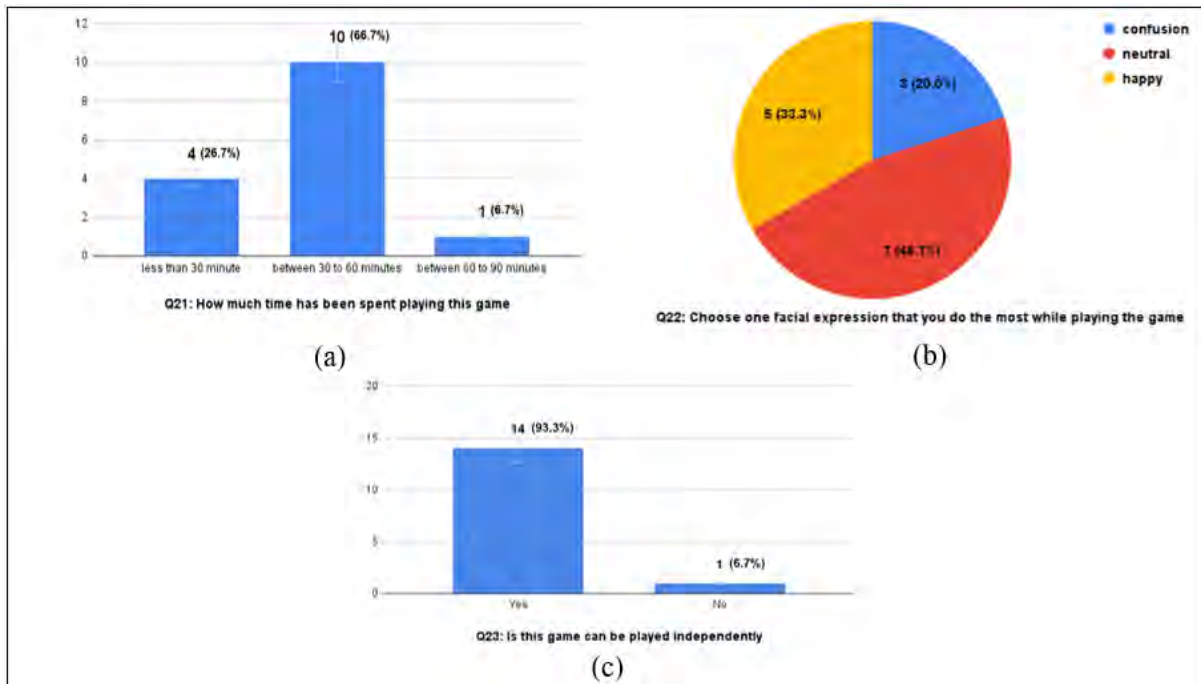 12
10 (66.7%)
10
8
6
4 (26.7%)
4
2
1 (6.7%)
0
less than 30 minute between 30 to 60 minutes between 60 to 90 minutes
Q21: How much time has been spent playing this game
(a)
confusion
neutral
happy
3 (20.0%)
5 (33.3%)
7 (46.7%)
Q22: Choose one facial expression that you do the most while playing the game
(b)
20
14 (93.3%)
15
10
5
1 (6.7%)
0
Yes No
Q23: Is this game can be played independently
(c)